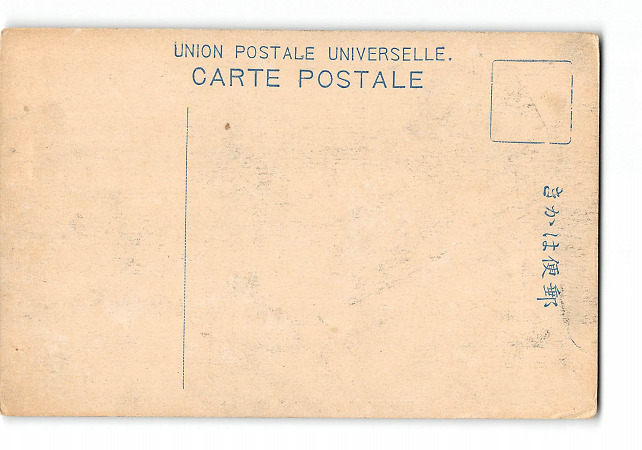 UNION POSTALE UNIVERSELLE.
CARTE POSTALE
郵便はかき